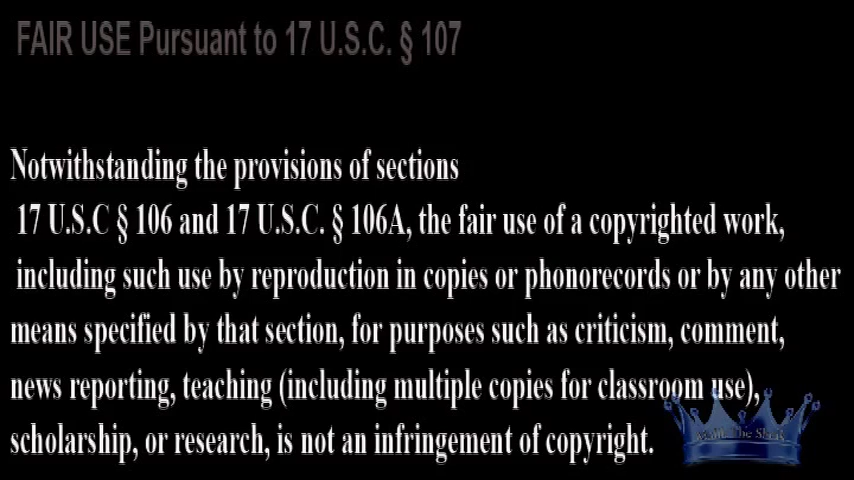 FAIR USE Pursuant to 17 U.S.C. § 107
Notwithstanding the provisions of sections
17 U.S.C § 106 and 17 U.S.C. § 106A, the fair use of a copyrighted work,
including such use by reproduction in copies or phonorecords or by any other
means specified by that section, for purposes such as criticism, comment,
news reporting, teaching (including multiple copies for classroom use),
scholarship, or research, is not an infringement of copyright.
The